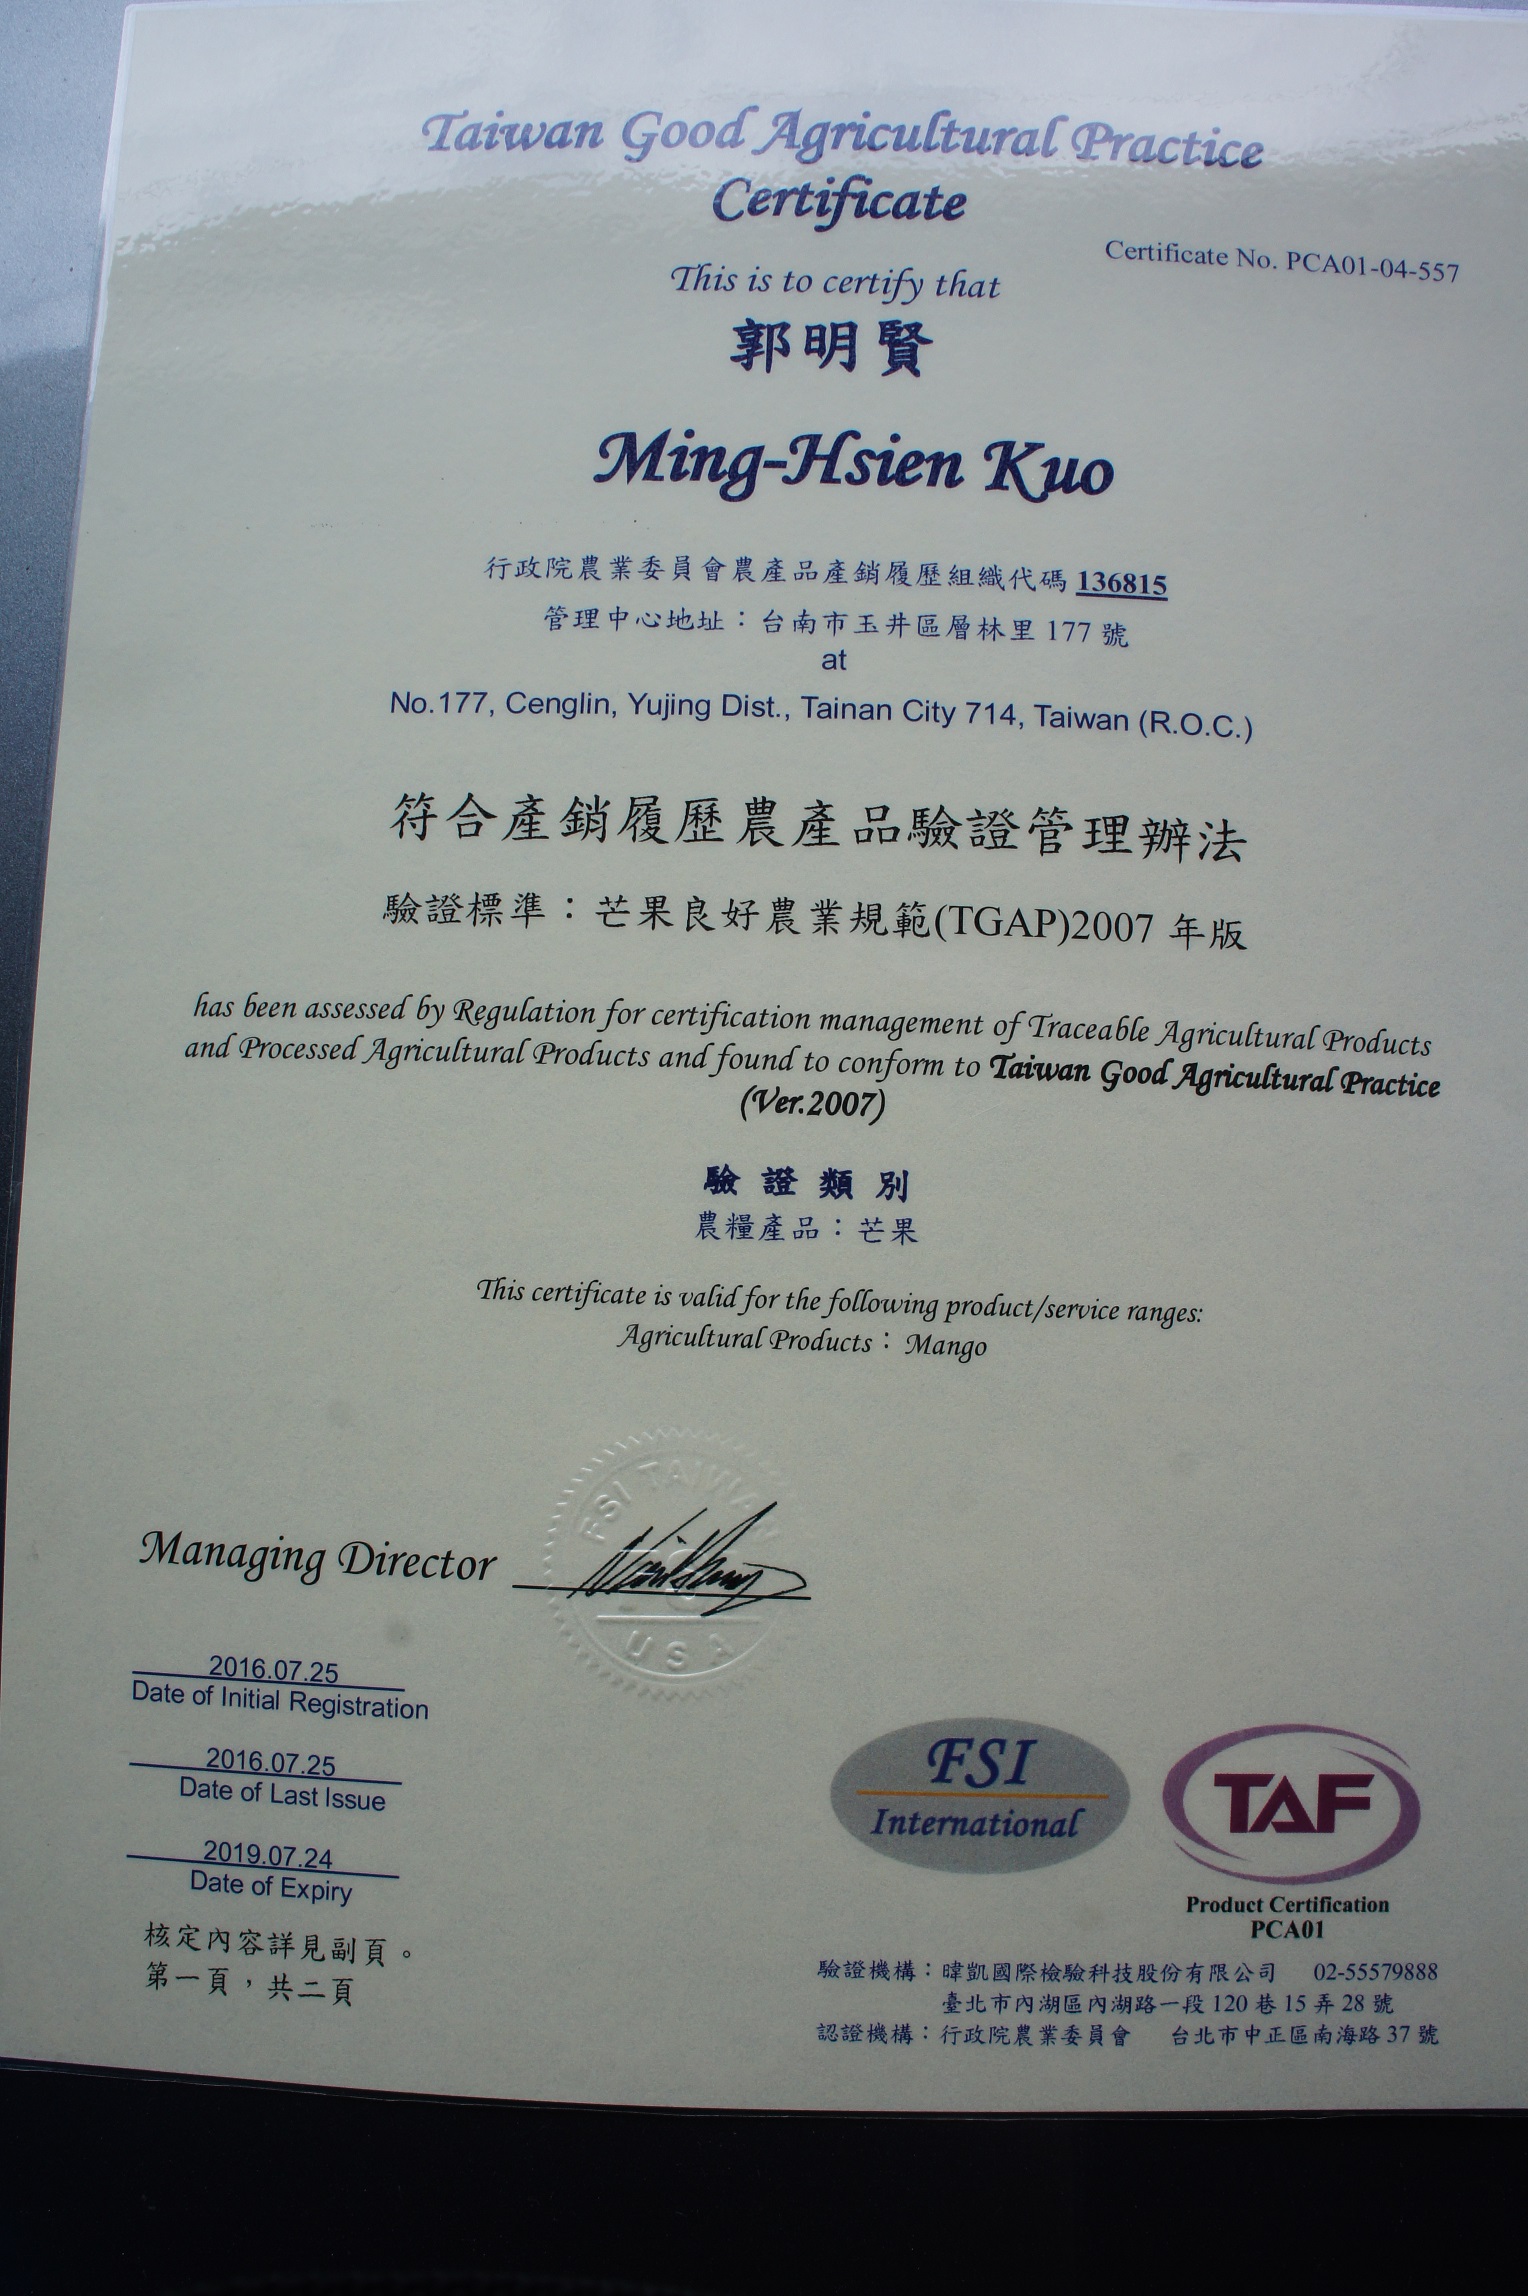 Taiwan Good Agricultural Practice
Certificate
Certificate No. PCA01-04-557
This is to certify that
郭明賢
Ming-Hsien Kuo
行政院農業委員會農產品產銷履歷組織代碼 136815
管理中心地址：台南市玉井區層林里 177 號
at
No.177, Cenglin, Yujing Dist., Tainan City 714, Taiwan (R.O.C.)
符合產銷履歷農產品驗證管理辦法
驗證標準：芒果良好農業規範(TGAP)2007 年版
has been assessed by Regulation for certification management of Traceable Agricultural Products
and Processed Agricultural Products and found to conform to Taiwan Good Agricultural Practice
(Ver.2007)
驗證類別
農糧產品：芒果
This certificate is valid for the following product/service ranges:
Agricultural Products： Mango
FSI TAIWAN
USA
Managing Director
2016.07.25
Date of Initial Registration
2016.07.25
Date of Last Issue
2019.07.24
Date of Expiry
核定內容詳見副頁。
第一頁，共二頁
FSI
International
TAF
Product Certification
PCA01
驗證機構：暐凱國際檢驗科技股份有限公司 02-55579888
臺北市內湖區內湖路一段 120 巷 15 弄 28 號
認證機構：行政院農業委員會 台北市中正區南海路 37 號